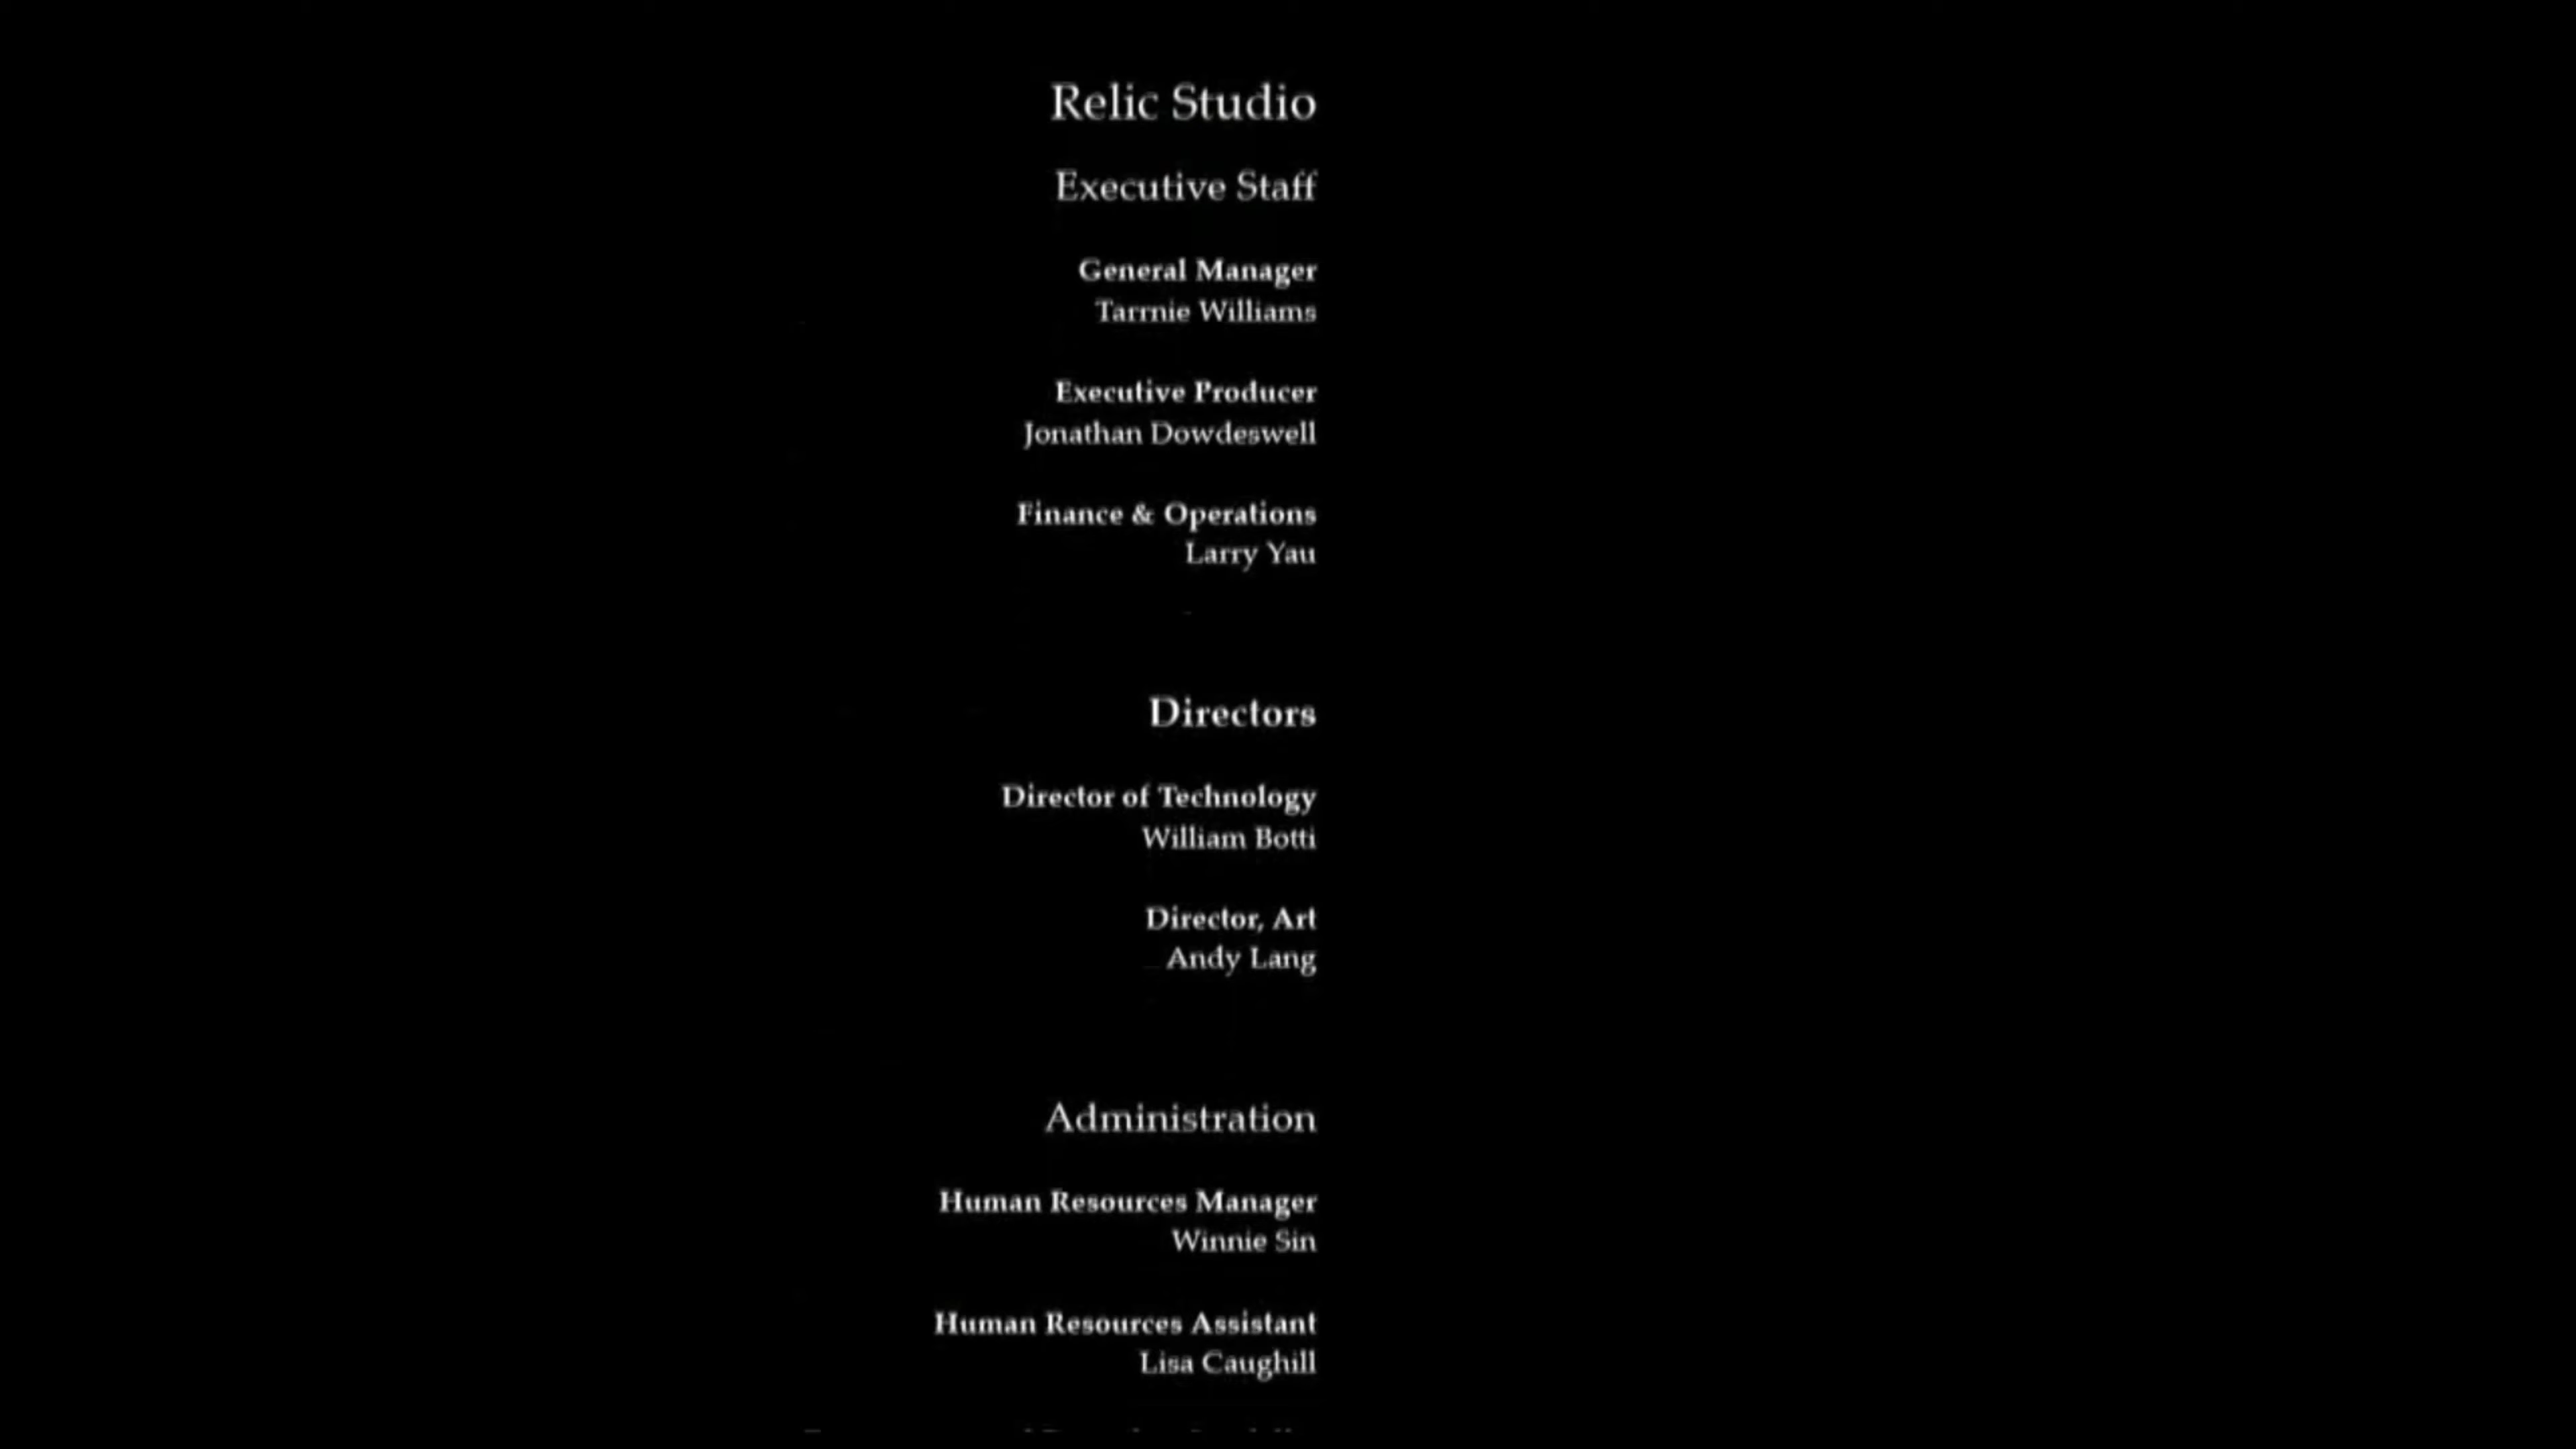 Relic Studio
Executive Staff
General Manager
Tarrnie Williams
Executive Producer
Jonathan Dowdeswell
Finance & Operations
Larry Yau
Directors
Director of Technology
William Botti
Director, Art
Andy Lang
Administration
Human Resources Manager
Winnie Sin
Human Resources Assistant
Lisa Caughill